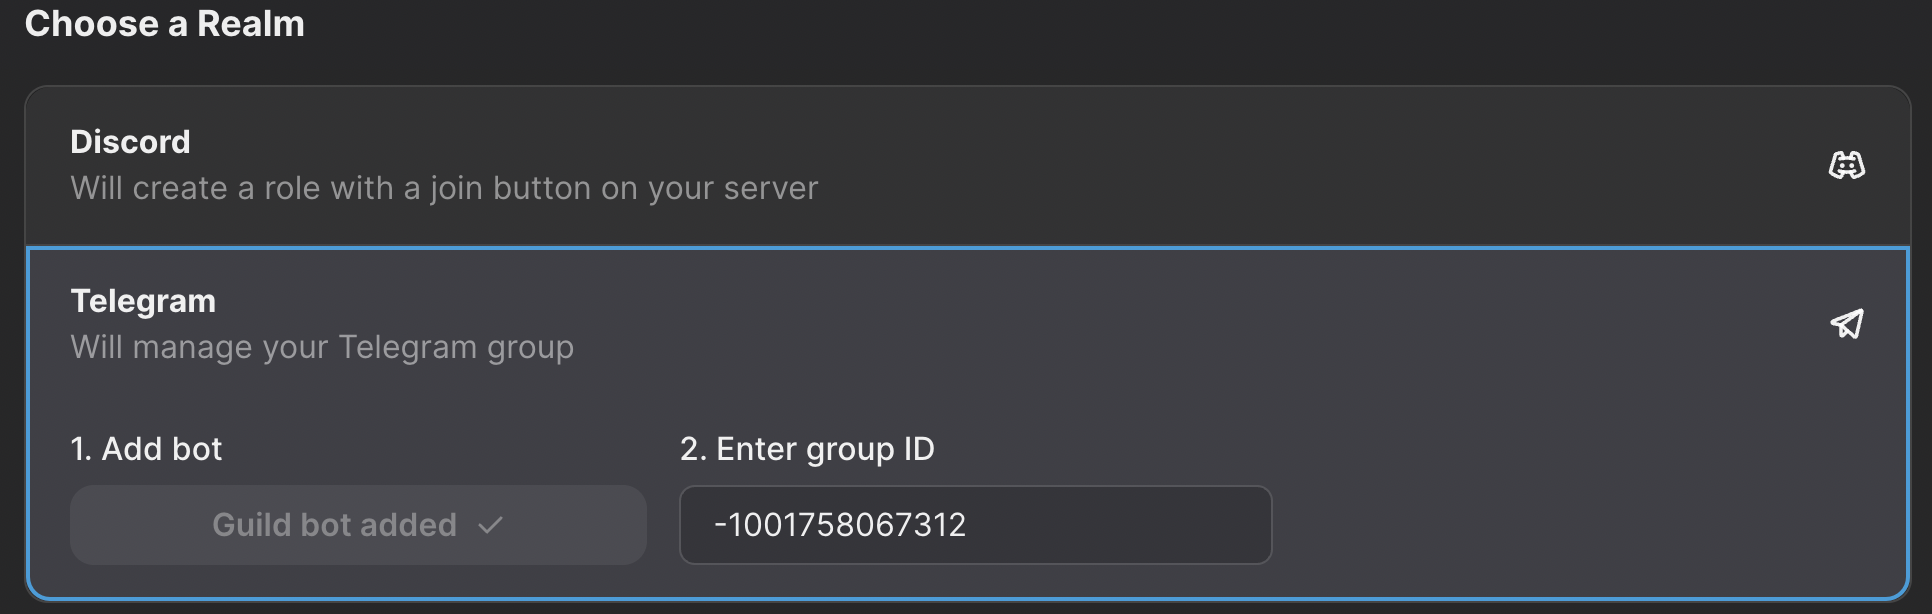 Choose a Realm
Discord
Will create a role with a join button on your server
Telegram
Will manage your Telegram group
1. Add bot
2. Enter group ID
Guild bot added
-1001758067312